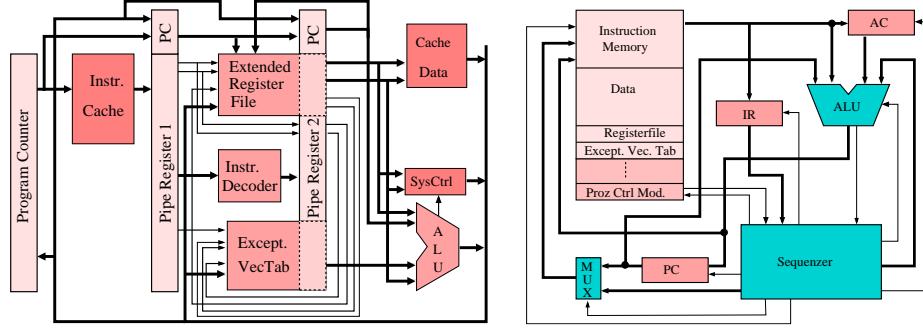 Program Counter
Instr.
Cache
PC
Pipe Register 1
Extended
Register
File
Instr.
Decoder
Except.
VecTab
PC
Pipe Register 2
Cache
Data
SysCtrl
A
L
U
Instruction
Memory
Data
Registerfile
Except. Vec. Tab
Proz Ctrl Mod.
AC
ALU
IR
M
U
X
PC
Sequenzer